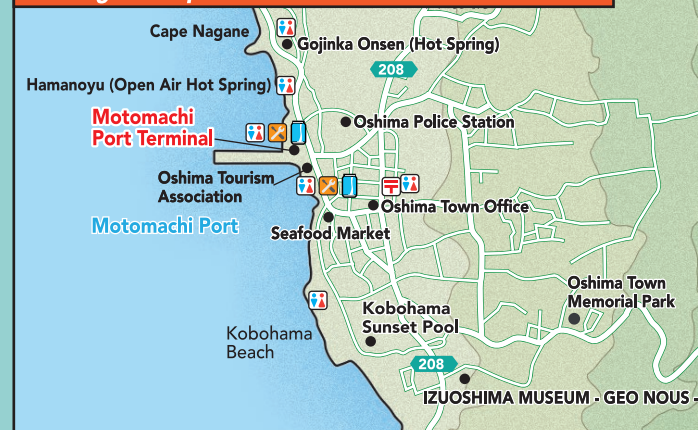 Cape Nagane
Gojinka Onsen (Hot Spring)
208
Hamanoyu (Open Air Hot Spring)
Motomachi
Port Terminal
Oshima Police Station
Oshima Tourism
Association
Oshima Town Office
Motomachi Port
Seafood Market
Oshima Town
Memorial Park
Kobohama
Sunset Pool
Kobohama
Beach
208
IZUOSHIMA MUSEUM - GEO NOUS -